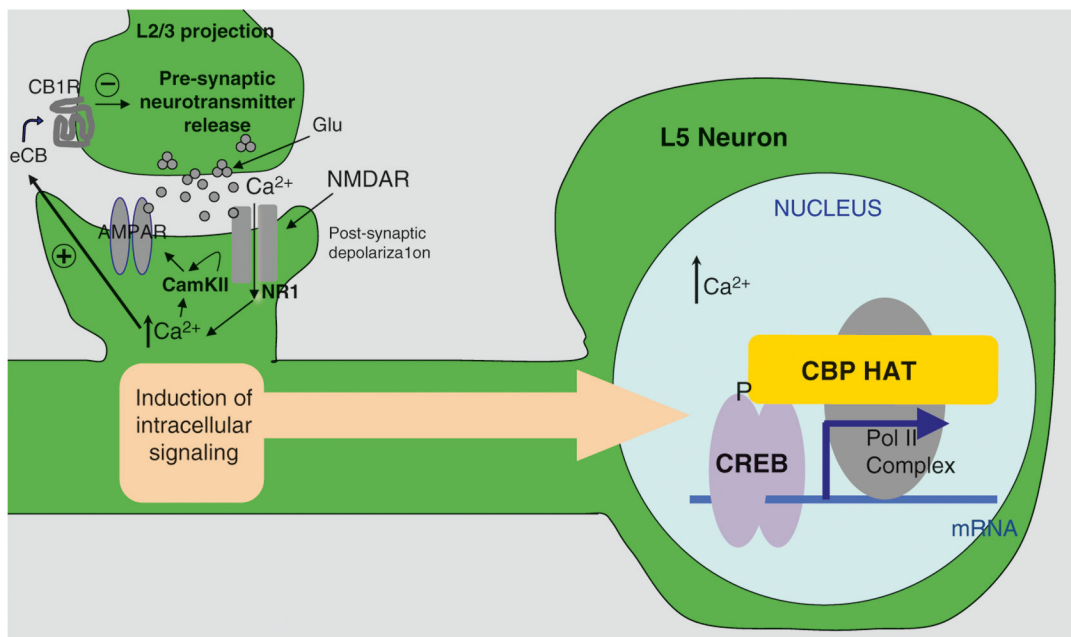 L2/3 projection
CB1R
−
Pre-synaptic
neurotransmitter
release
eCB
Glu
Ca²⁺
NMDAR
AMPAR
Post-synaptic
depolariza1on
+
CamKII
NR1
Ca²⁺
Induction of
intracellular
signaling
L5 Neuron
NUCLEUS
Ca²⁺
CBP HAT
P
CREB
Pol II
Complex
mRNA